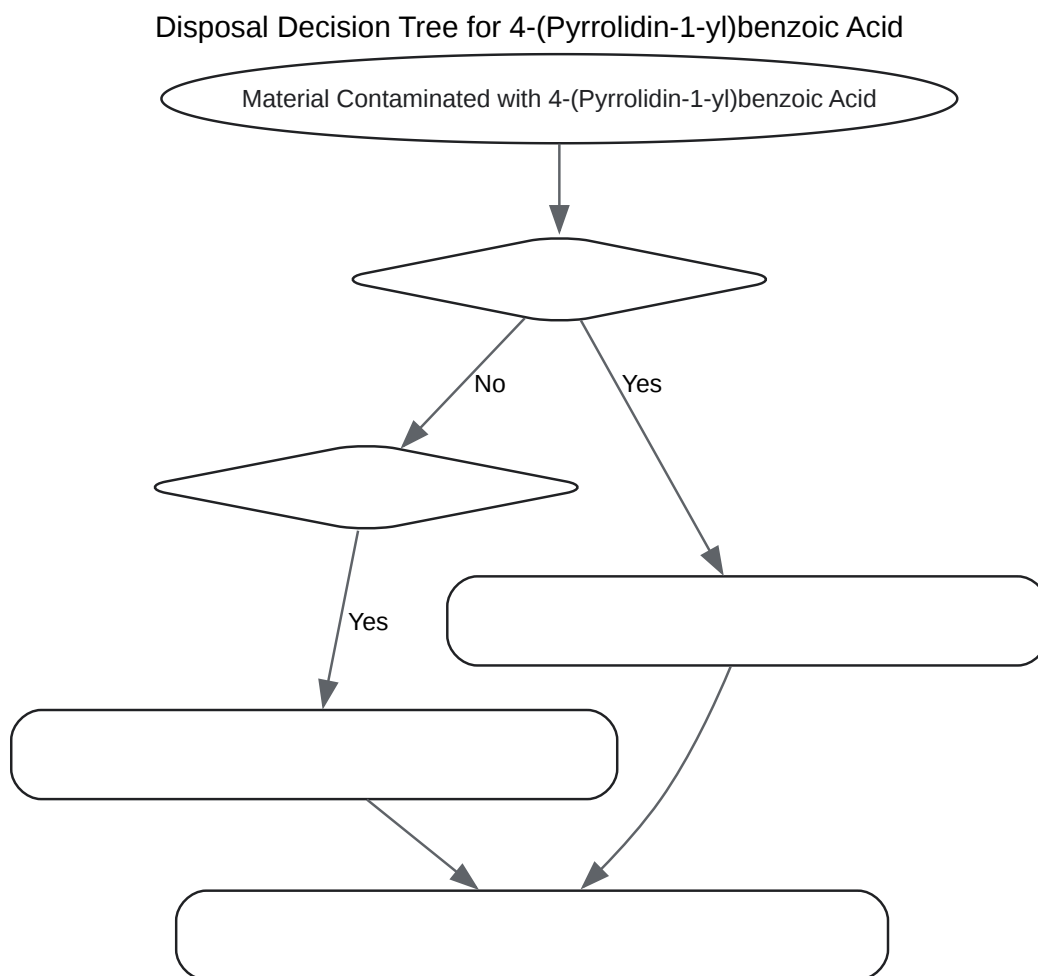 Disposal Decision Tree for 4-(Pyrrolidin-1-yl)benzoic Acid
Material Contaminated with 4-(Pyrrolidin-1-yl)benzoic Acid
No
Yes
Yes